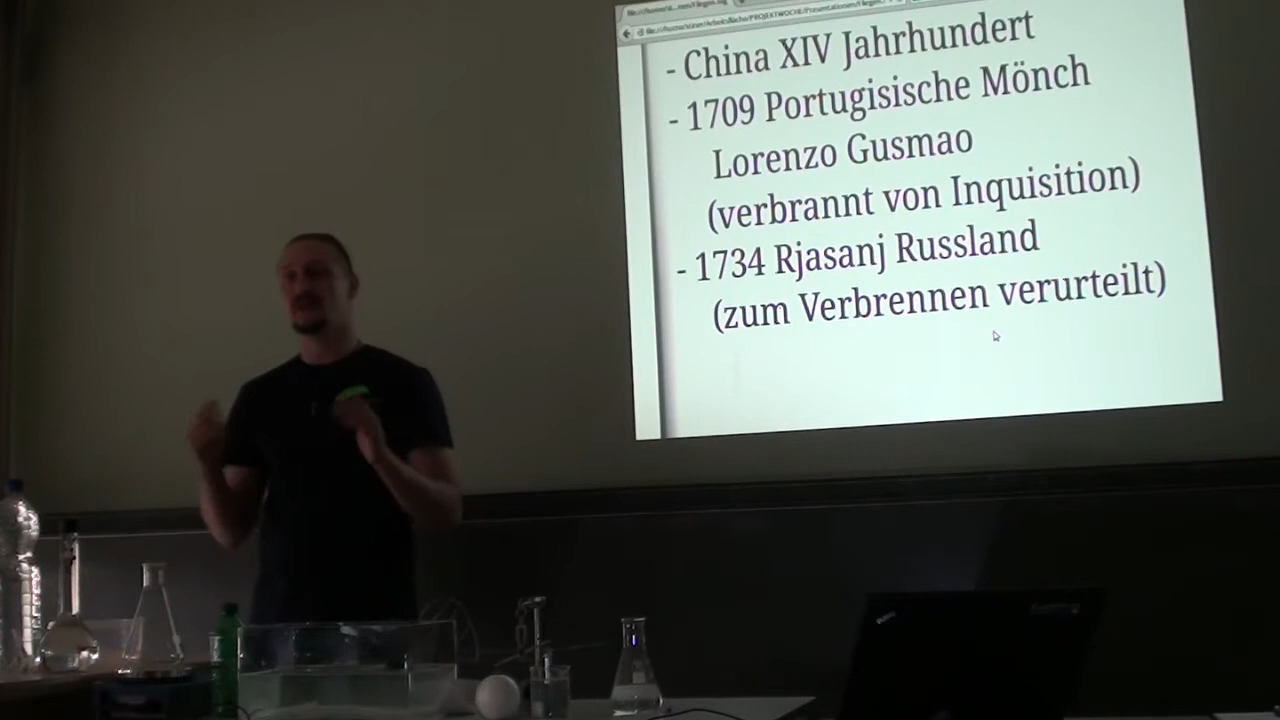 - China XIV Jahrhundert
- 1709 Portugisische Mönch
Lorenzo Gusmao
(verbrannt von Inquisition)
- 1734 Rjasanj Russland
(zum Verbrennen verurteilt)